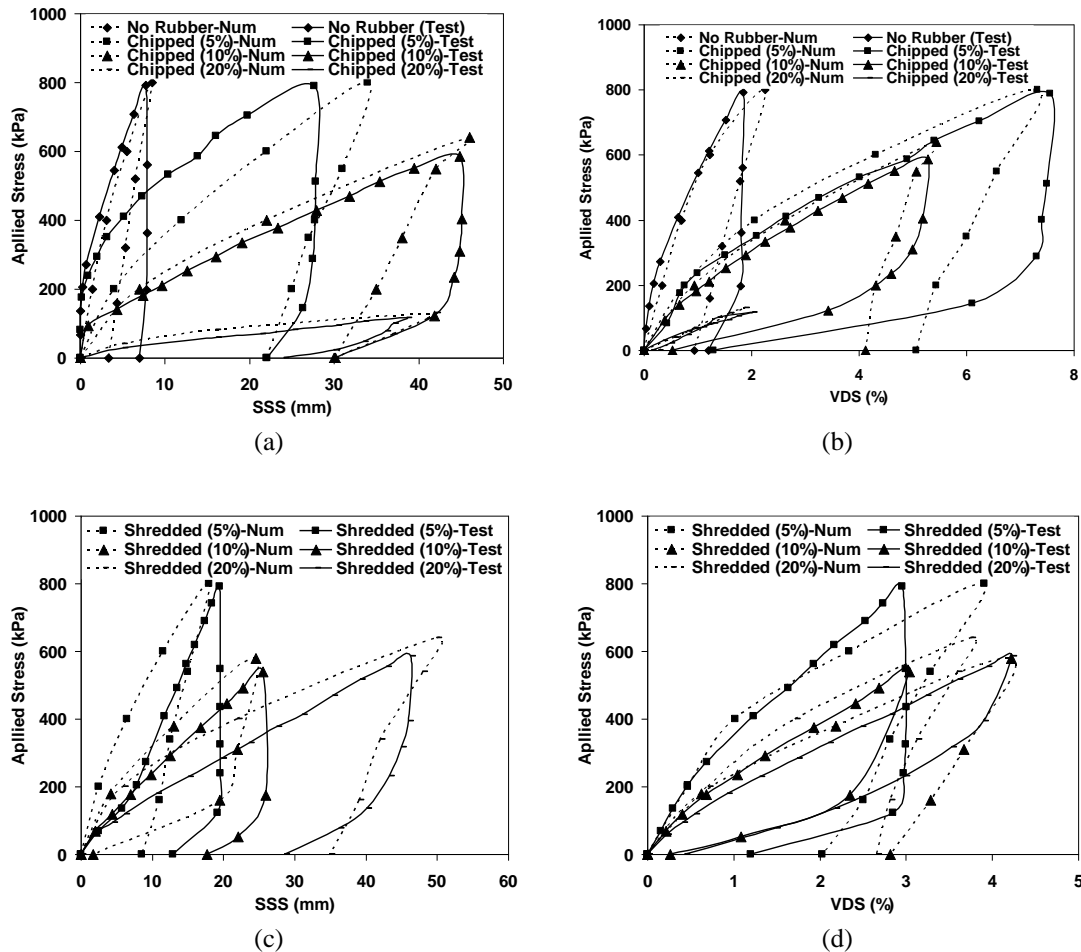 No Rubber-Num No Rubber (Test)
Chipped (5%)-Num Chipped (5%)-Test
Chipped (10%)-Num Chipped (10%)-Test
Chipped (20%)-Num Chipped (20%)-Test
1000
800
600
400
200
0
Apllied Stress (kPa)
0 10 20 30 40 50
SSS (mm)
(a)
No Rubber-Num No Rubber (Test)
Chipped (5%)-Num Chipped (5%)-Test
Chipped (10%)-Num Chipped (10%)-Test
Chipped (20%)-Num Chipped (20%)-Test
1000
800
600
400
200
0
Apllied Stress (kPa)
0 2 4 6 8
VDS (%)
(b)
Shredded (5%)-Num Shredded (5%)-Test
Shredded (10%)-Num Shredded (10%)-Test
Shredded (20%)-Num Shredded (20%)-Test
1000
800
600
400
200
0
Apllied Stress (kPa)
0 10 20 30 40 50 60
SSS (mm)
(c)
Shredded (5%)-Num Shredded (5%)-Test
Shredded (10%)-Num Shredded (10%)-Test
Shredded (20%)-Num Shredded (20%)-Test
1000
800
600
400
200
0
Apllied Stress (kPa)
0 1 2 3 4 5
VDS (%)
(d)